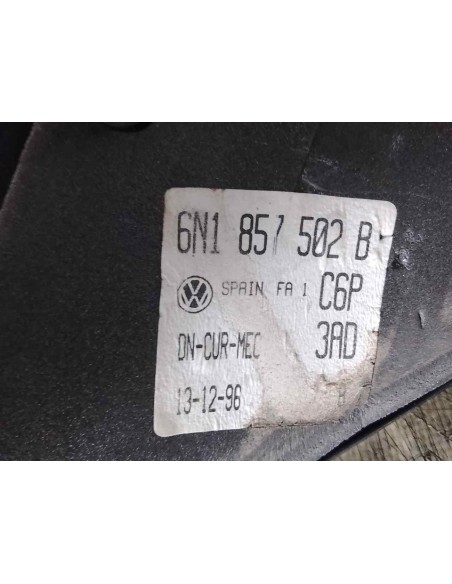 6N1 857 502 B
SPAIN FA 1 C6P
DN-CUR-MEC 3AD
13-12-96